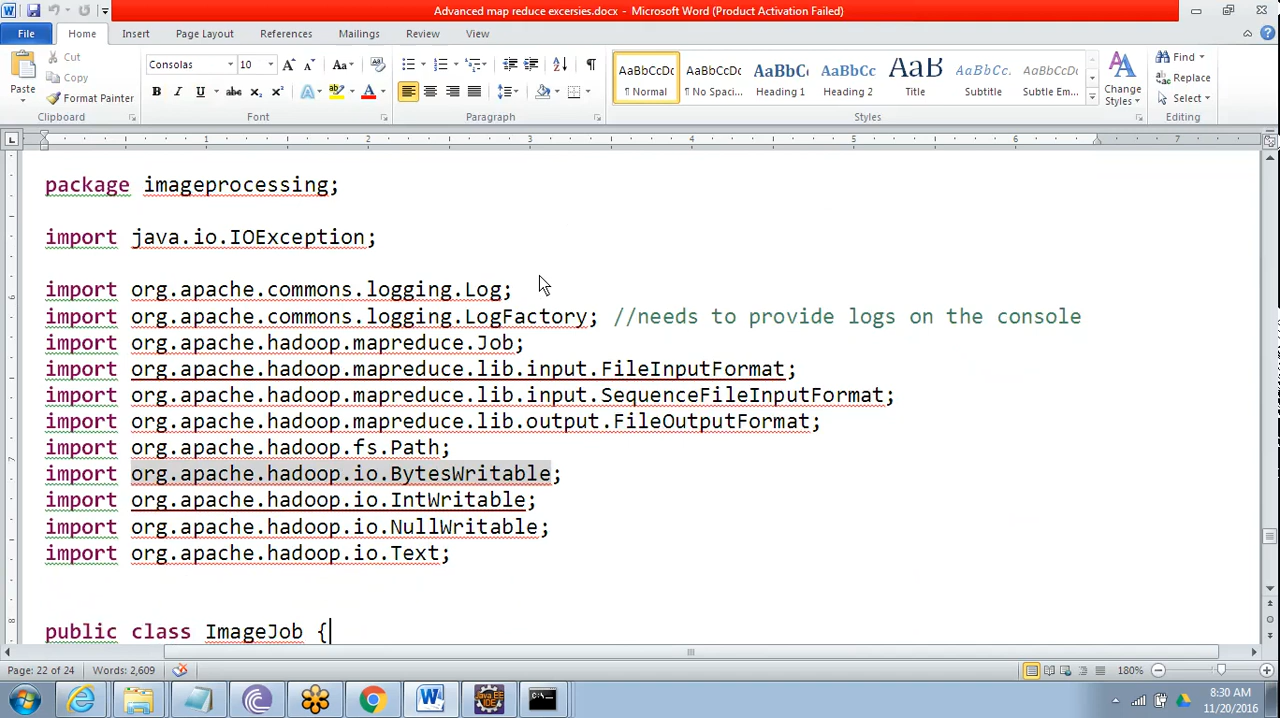 Advanced map reduce excersies.docx - Microsoft Word (Product Activation Failed)
File Home Insert Page Layout References Mailings Review View
Paste
Cut
Copy
Format Painter
Clipboard
Consolas 10
Font
Paragraph
AaBbCcDc AaBbCcDc AaBbCc AaBbCc AaB AaBbCcDc AaBbCcDc
¶ Normal ¶ No Spaci... Heading 1 Heading 2 Title Subtitle Subtle Em...
Styles
Change
Styles
Find
Replace
Select
Editing
1 2 3 4 5 6 7
package imageprocessing;
import java.io.IOException;
import org.apache.commons.logging.Log;
import org.apache.commons.logging.LogFactory; //needs to provide logs on the console
import org.apache.hadoop.mapreduce.Job;
import org.apache.hadoop.mapreduce.lib.input.FileInputFormat;
import org.apache.hadoop.mapreduce.lib.input.SequenceFileInputFormat;
import org.apache.hadoop.mapreduce.lib.output.FileOutputFormat;
import org.apache.hadoop.fs.Path;
import org.apache.hadoop.io.BytesWritable;
import org.apache.hadoop.io.IntWritable;
import org.apache.hadoop.io.NullWritable;
import org.apache.hadoop.io.Text;
public class ImageJob {
Page: 22 of 24 Words: 2,609 180%
8:30 AM
11/20/2016